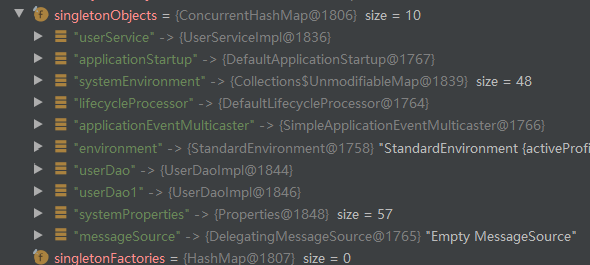 singletonObjects = {ConcurrentHashMap@1806} size = 10
"userService" -> {UserServiceImpl@1836}
"applicationStartup" -> {DefaultApplicationStartup@1767}
"systemEnvironment" -> {Collections$UnmodifiableMap@1839} size = 48
"lifecycleProcessor" -> {DefaultLifecycleProcessor@1764}
"applicationEventMulticaster" -> {SimpleApplicationEventMulticaster@1766}
"environment" -> {StandardEnvironment@1758} "StandardEnvironment {activeProfi
"userDao" -> {UserDaoImpl@1844}
"userDao1" -> {UserDaoImpl@1846}
"systemProperties" -> {Properties@1848} size = 57
"messageSource" -> {DelegatingMessageSource@1765} "Empty MessageSource"
singletonFactories = {HashMap@1807} size = 0